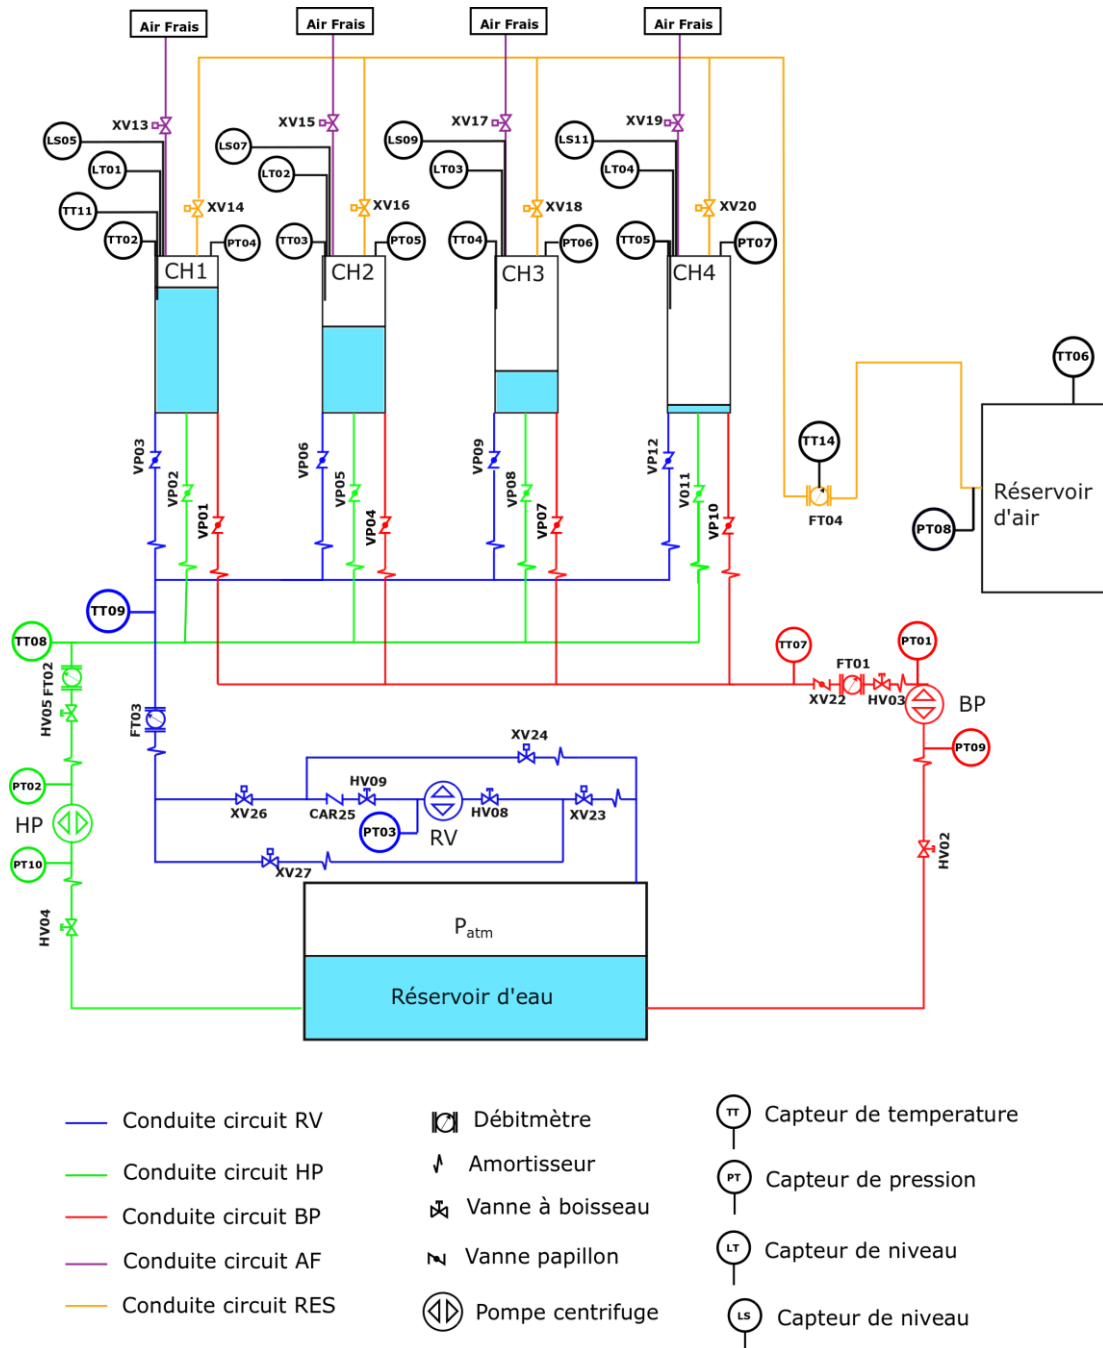 Air Frais
Air Frais
Air Frais
Air Frais
XV13
XV15
XV17
XV19
LS05
LS07
LS09
LS11
LT01
LT02
LT03
LT04
TT11
XV14
XV16
XV18
XV20
TT02
PT04
TT03
PT05
TT04
PT06
TT05
PT07
CH1
CH2
CH3
CH4
TT06
VP03
VP02
VP01
VP06
VP05
VP04
VP09
VP08
VP07
VP12
VO11
VP10
TT14
FT04
PT08
Réservoir
d'air
TT09
TT08
FT02
HV05
FT03
TT07
FT01
PT01
XV22
HV03
BP
PT09
HV02
XV24
HV09
XV26
CAR25
PT03
RV
HV08
XV23
XV27
PT02
HP
PT10
HV04
Patm
Réservoir d'eau
Conduite circuit RV
Conduite circuit HP
Conduite circuit BP
Conduite circuit AF
Conduite circuit RES
Débitmètre
Amortisseur
Vanne à boisseau
Vanne papillon
Pompe centrifuge
TT
Capteur de temperature
PT
Capteur de pression
LT
Capteur de niveau
LS
Capteur de niveau